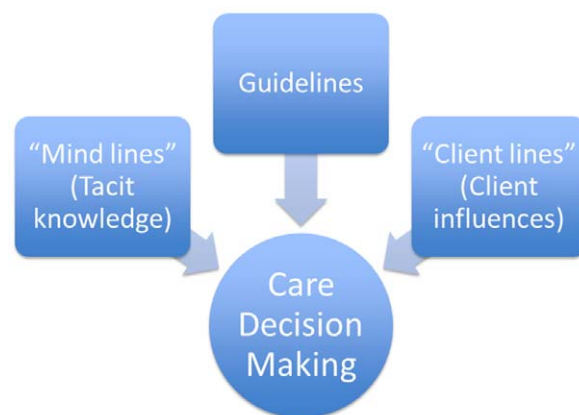 Guidelines
“Mind lines”
(Tacit
knowledge)
“Client lines”
(Client
influences)
Care
Decision
Making